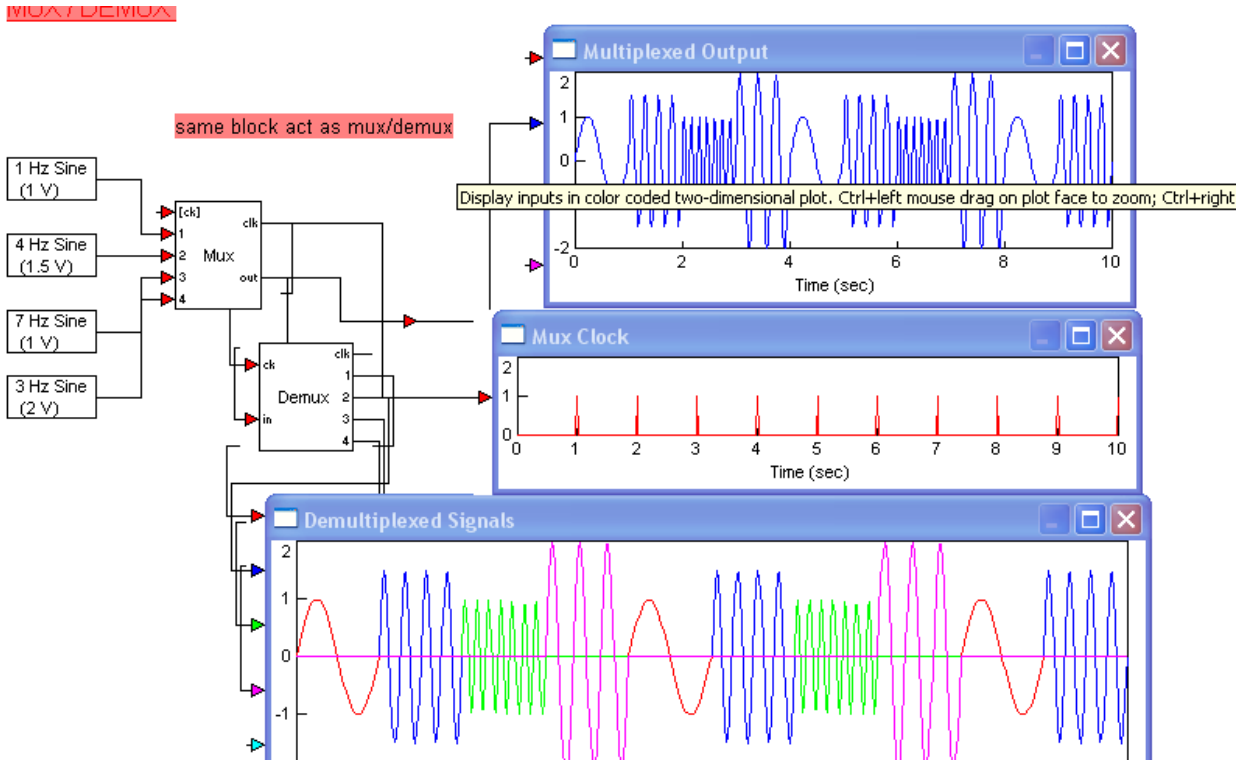 MUX / DEMUX
same block act as mux/demux
1 Hz Sine
(1 V)
4 Hz Sine
(1.5 V)
7 Hz Sine
(1 V)
3 Hz Sine
(2 V)
[ck]
1
2
3
4
Mux
clk
out
ck
in
Demux
clk
1
2
3
4
Multiplexed Output
2
1
0
-2
0 2 4 6 8 10
Time (sec)
Display inputs in color coded two-dimensional plot. Ctrl+left mouse drag on plot face to zoom; Ctrl+right
Mux Clock
2
1
0
0 1 2 3 4 5 6 7 8 9 10
Time (sec)
Demultiplexed Signals
2
1
0
-1